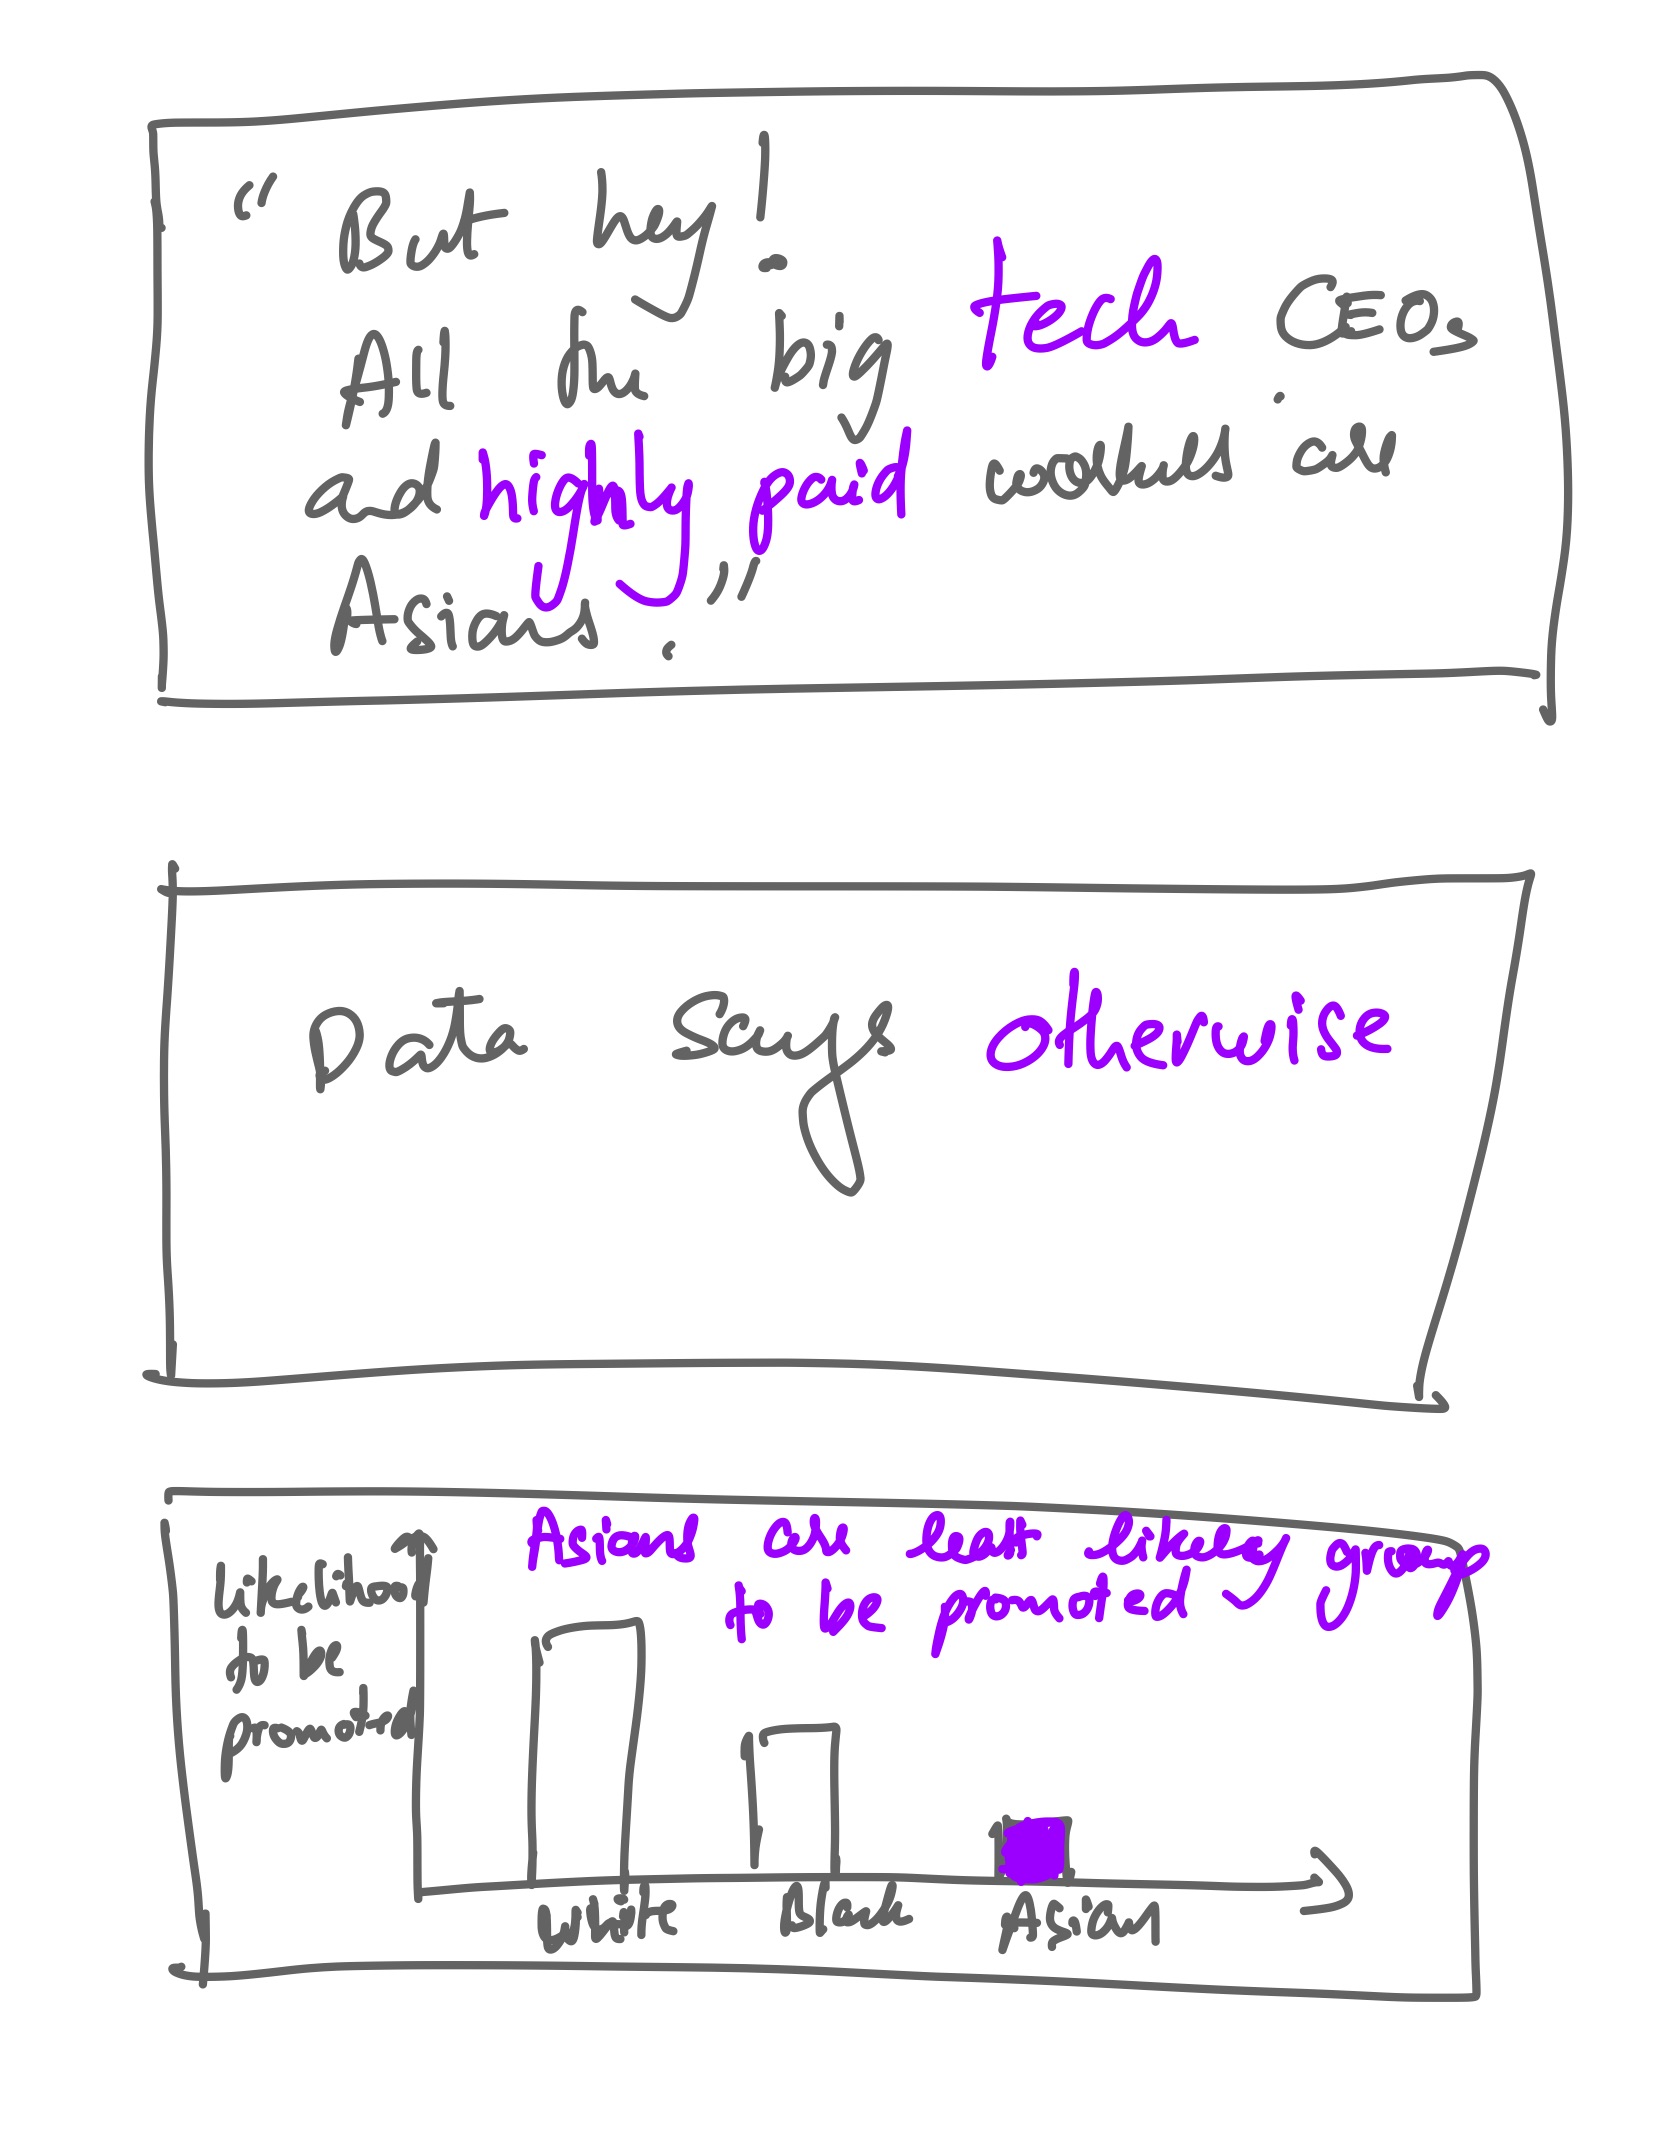 " But hey!
All the big tech CEOs
and highly paid workers are
Asians."
Data Says Otherwise
Asians are least likely group
to be promoted
Likelihood
to be
promoted
White Black Asian